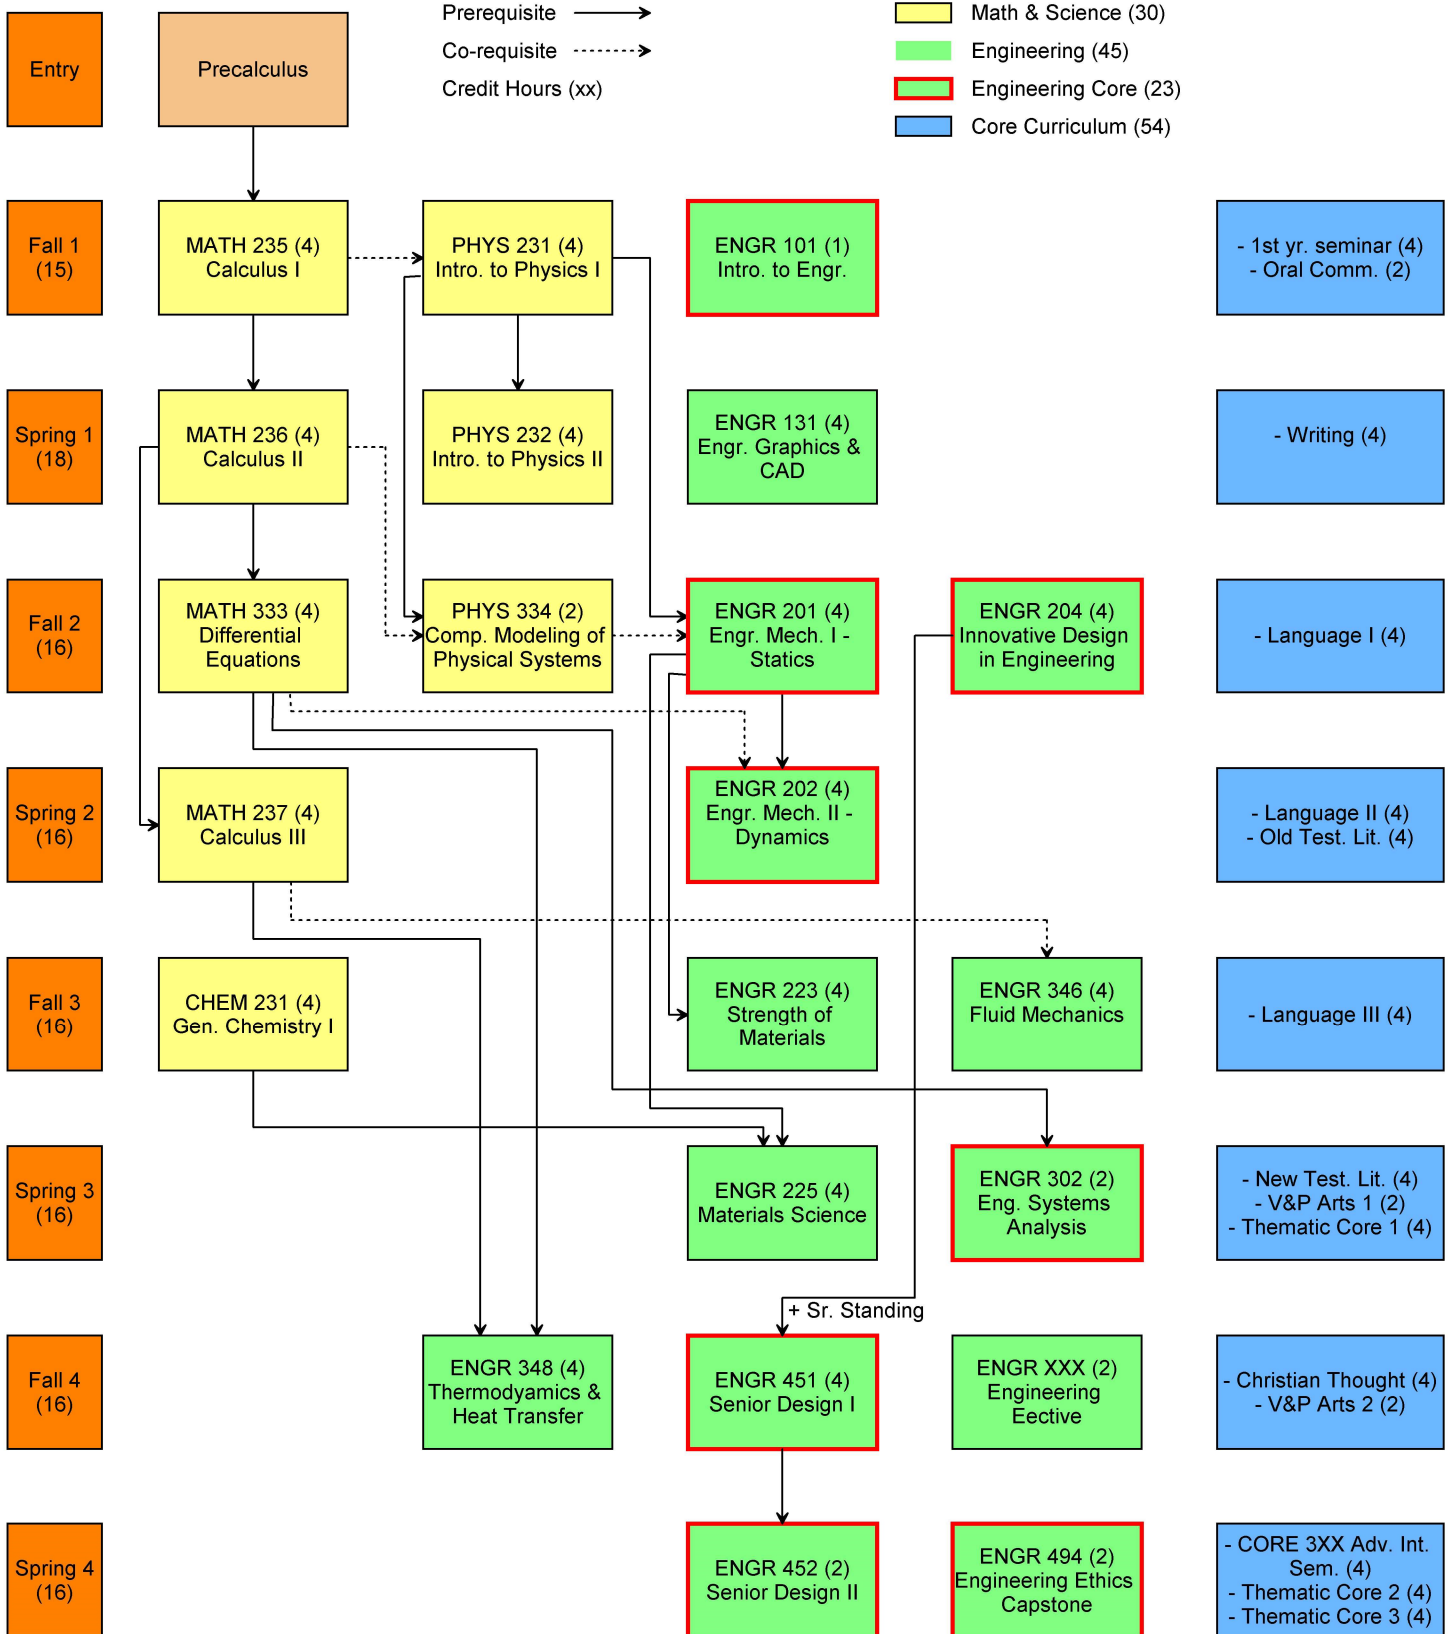 Prerequisite
Co-requisite
Credit Hours (xx)
Math & Science (30)
Engineering (45)
Engineering Core (23)
Core Curriculum (54)
Entry
Precalculus
Fall 1
(15)
MATH 235 (4)
Calculus I
PHYS 231 (4)
Intro. to Physics I
ENGR 101 (1)
Intro. to Engr.
- 1st yr. seminar (4)
- Oral Comm. (2)
Spring 1
(18)
MATH 236 (4)
Calculus II
PHYS 232 (4)
Intro. to Physics II
ENGR 131 (4)
Engr. Graphics &
CAD
- Writing (4)
Fall 2
(16)
MATH 333 (4)
Differential
Equations
PHYS 334 (2)
Comp. Modeling of
Physical Systems
ENGR 201 (4)
Engr. Mech. I -
Statics
ENGR 204 (4)
Innovative Design
in Engineering
- Language I (4)
Spring 2
(16)
MATH 237 (4)
Calculus III
ENGR 202 (4)
Engr. Mech. II -
Dynamics
- Language II (4)
- Old Test. Lit. (4)
Fall 3
(16)
CHEM 231 (4)
Gen. Chemistry I
ENGR 223 (4)
Strength of
Materials
ENGR 346 (4)
Fluid Mechanics
- Language III (4)
Spring 3
(16)
ENGR 225 (4)
Materials Science
ENGR 302 (2)
Eng. Systems
Analysis
- New Test. Lit. (4)
- V&P Arts 1 (2)
- Thematic Core 1 (4)
+ Sr. Standing
Fall 4
(16)
ENGR 348 (4)
Thermodyamics &
Heat Transfer
ENGR 451 (4)
Senior Design I
ENGR XXX (2)
Engineering
Eective
- Christian Thought (4)
- V&P Arts 2 (2)
Spring 4
(16)
ENGR 452 (2)
Senior Design II
ENGR 494 (2)
Engineering Ethics
Capstone
- CORE 3XX Adv. Int.
Sem. (4)
- Thematic Core 2 (4)
- Thematic Core 3 (4)